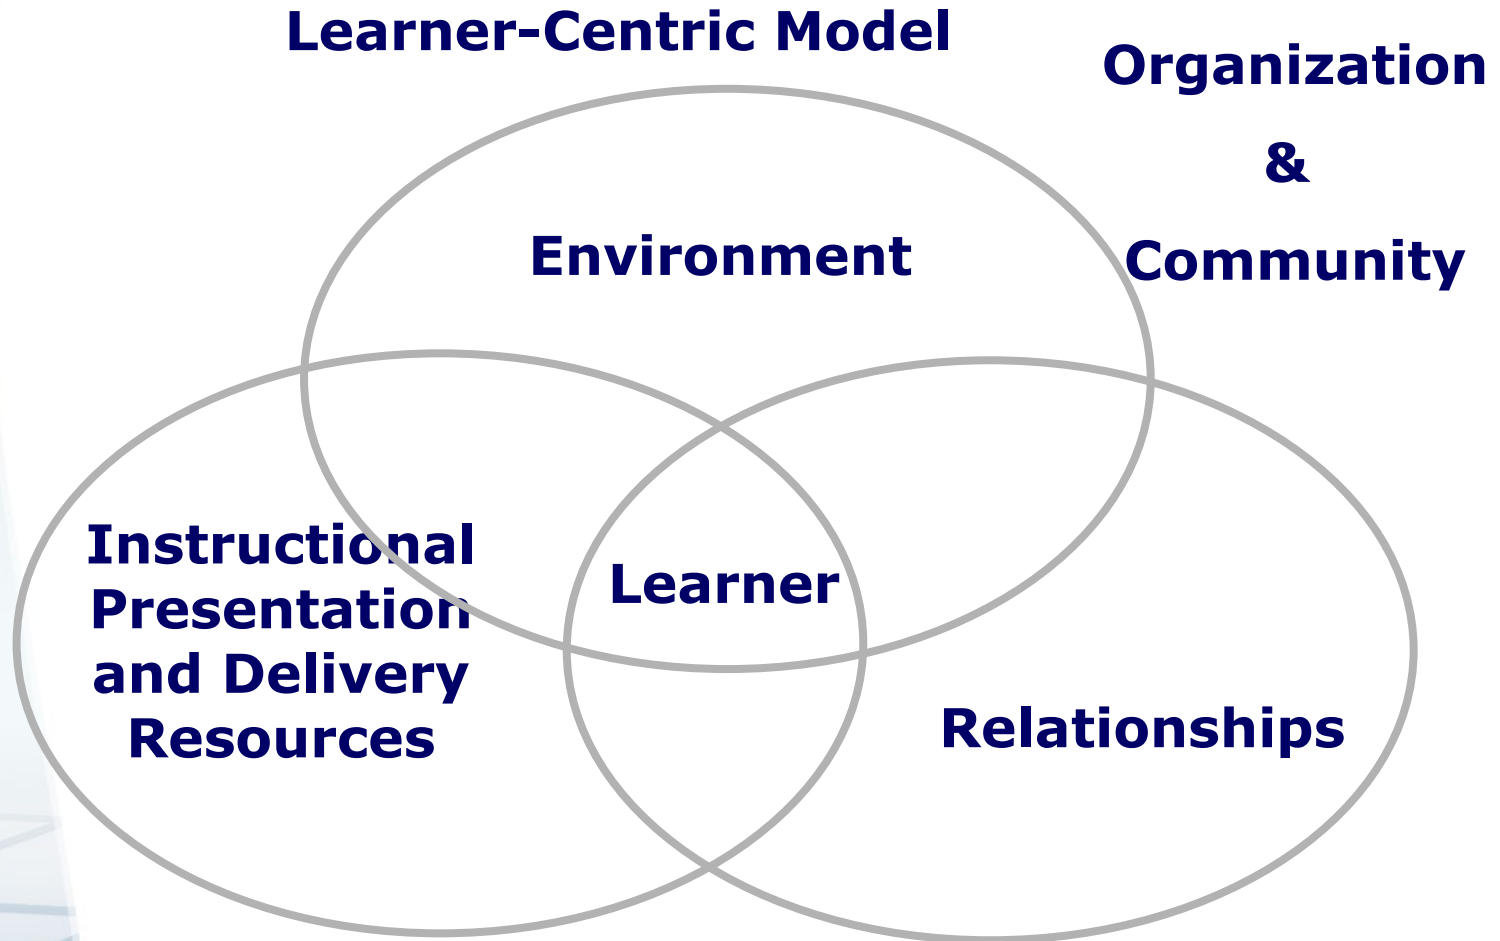 Learner-Centric Model
Organization
&
Community
Environment
Instructional
Presentation
and Delivery
Resources
Learner
Relationships